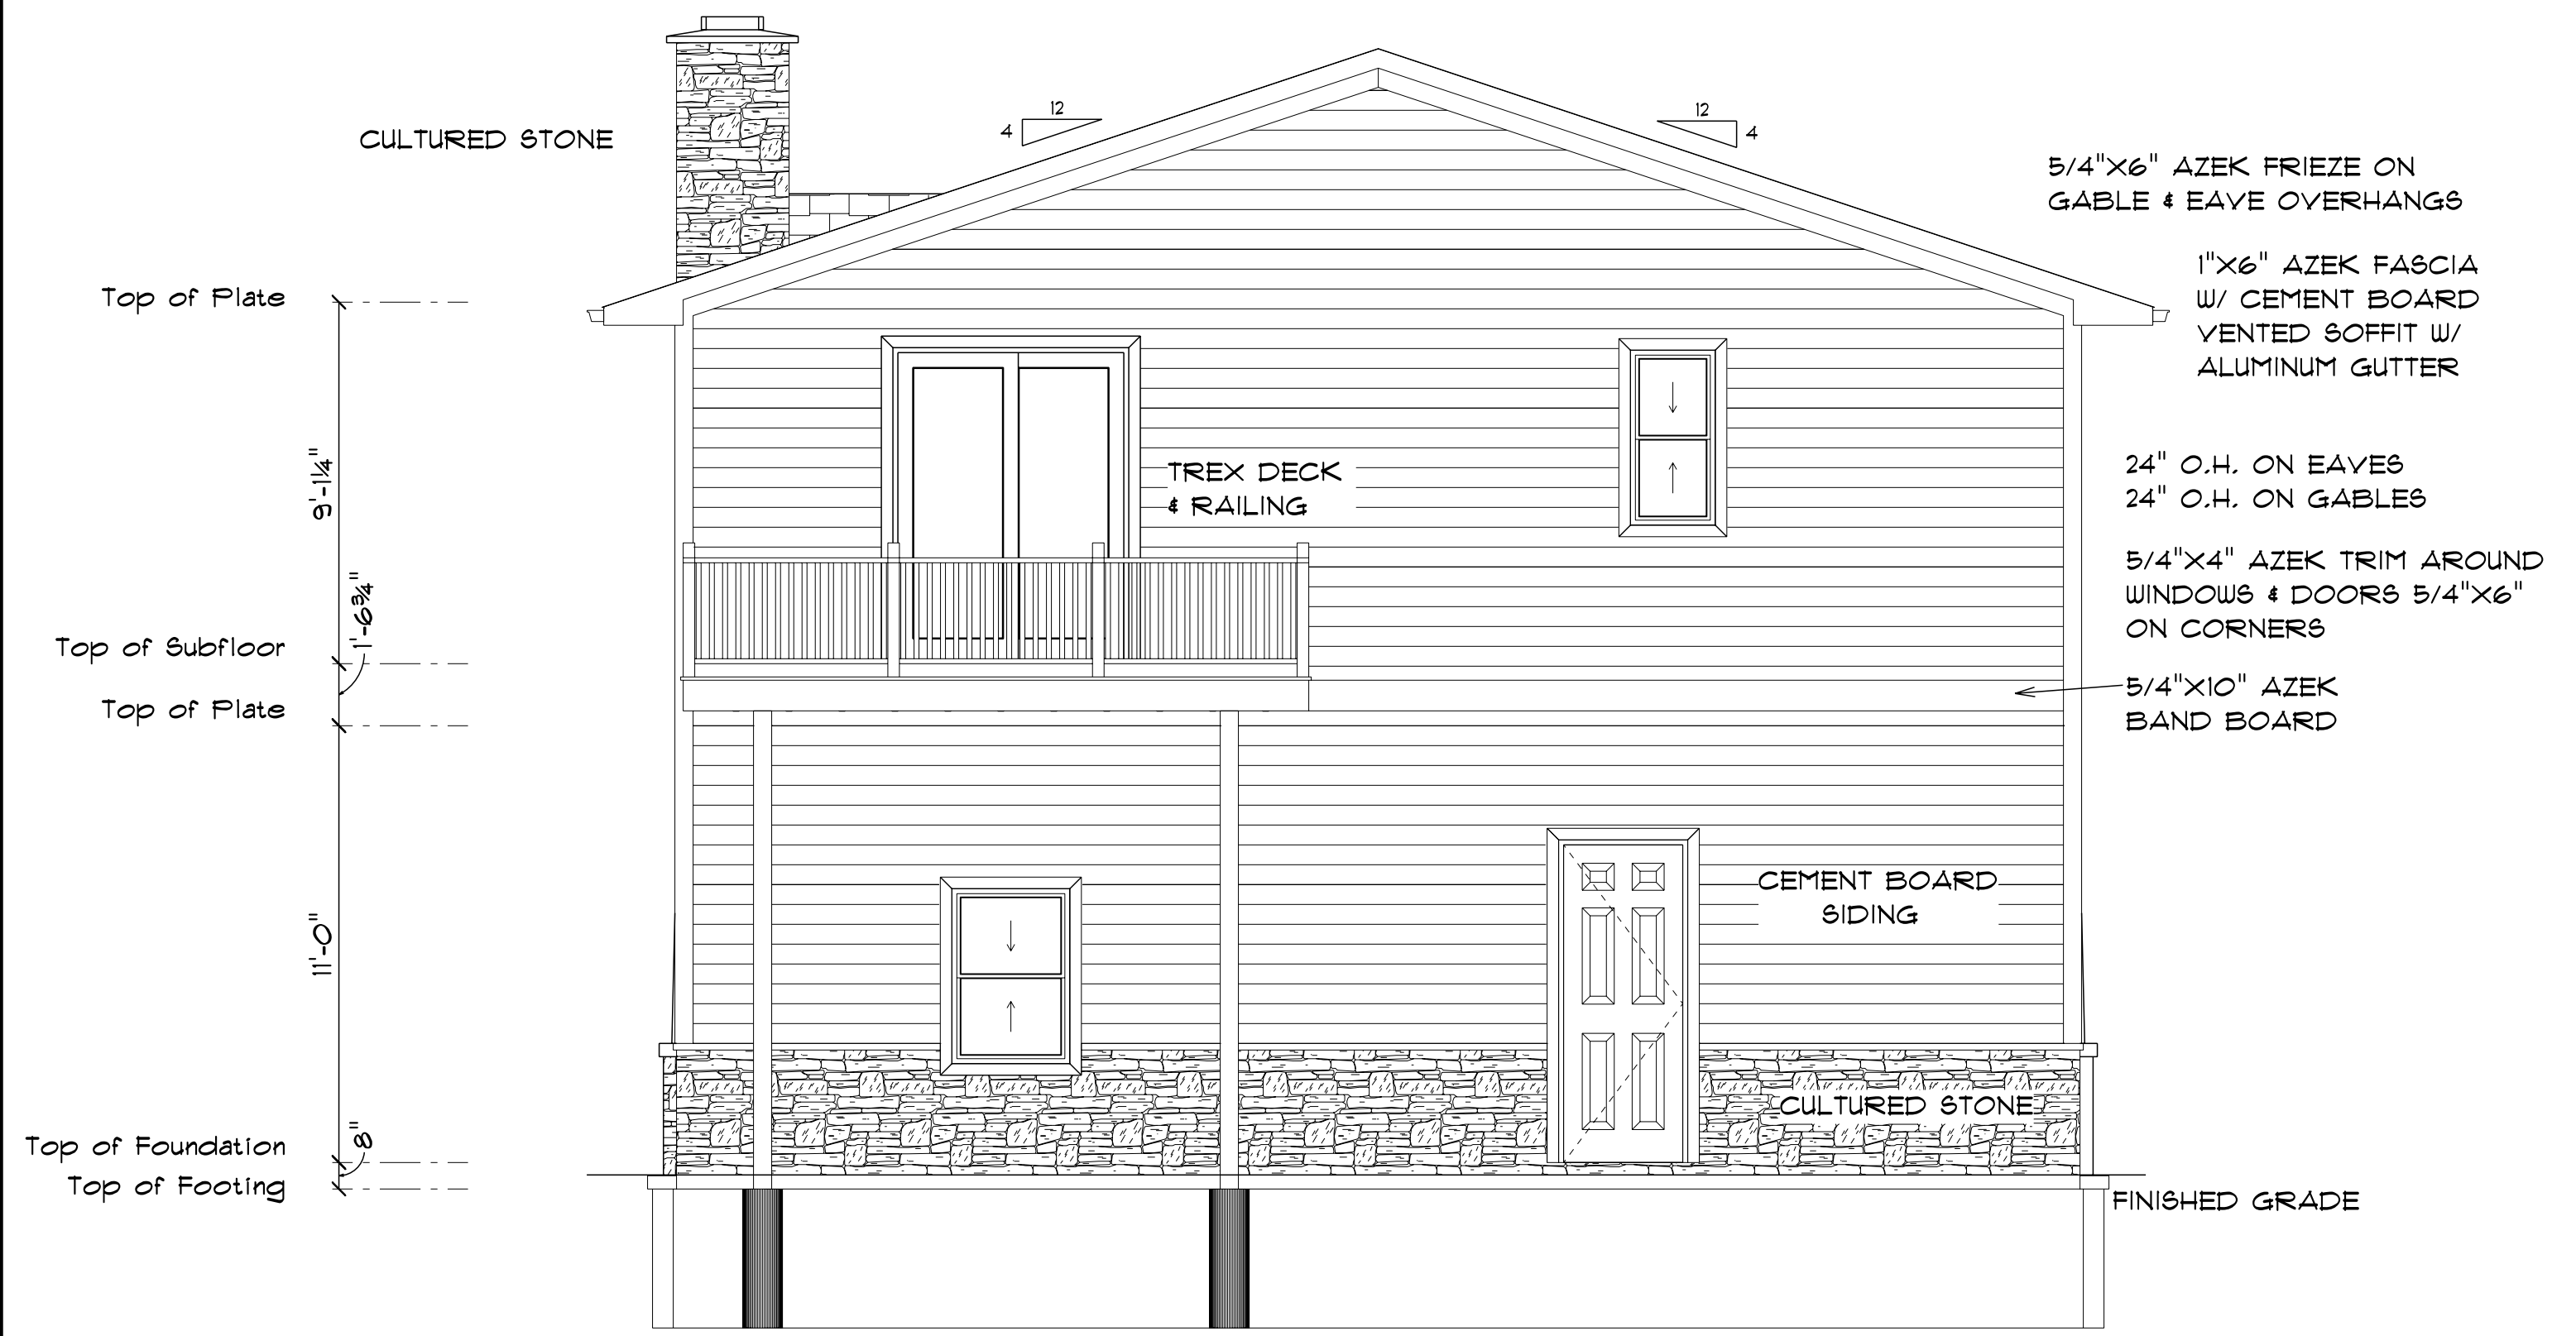 12
4
12
4
CULTURED STONE
5/4"X6" AZEK FRIEZE ON
GABLE & EAVE OVERHANGS
1"X6" AZEK FASCIA
W/ CEMENT BOARD
VENTED SOFFIT W/
ALUMINUM GUTTER
Top of Plate
9'-1¼"
TREX DECK
& RAILING
24" O.H. ON EAVES
24" O.H. ON GABLES
5/4"X4" AZEK TRIM AROUND
WINDOWS & DOORS 5/4"X6"
ON CORNERS
1'-6¾"
Top of Subfloor
Top of Plate
5/4"X10" AZEK
BAND BOARD
CEMENT BOARD
SIDING
11'-0"
CULTURED STONE
8"
Top of Foundation
Top of Footing
FINISHED GRADE